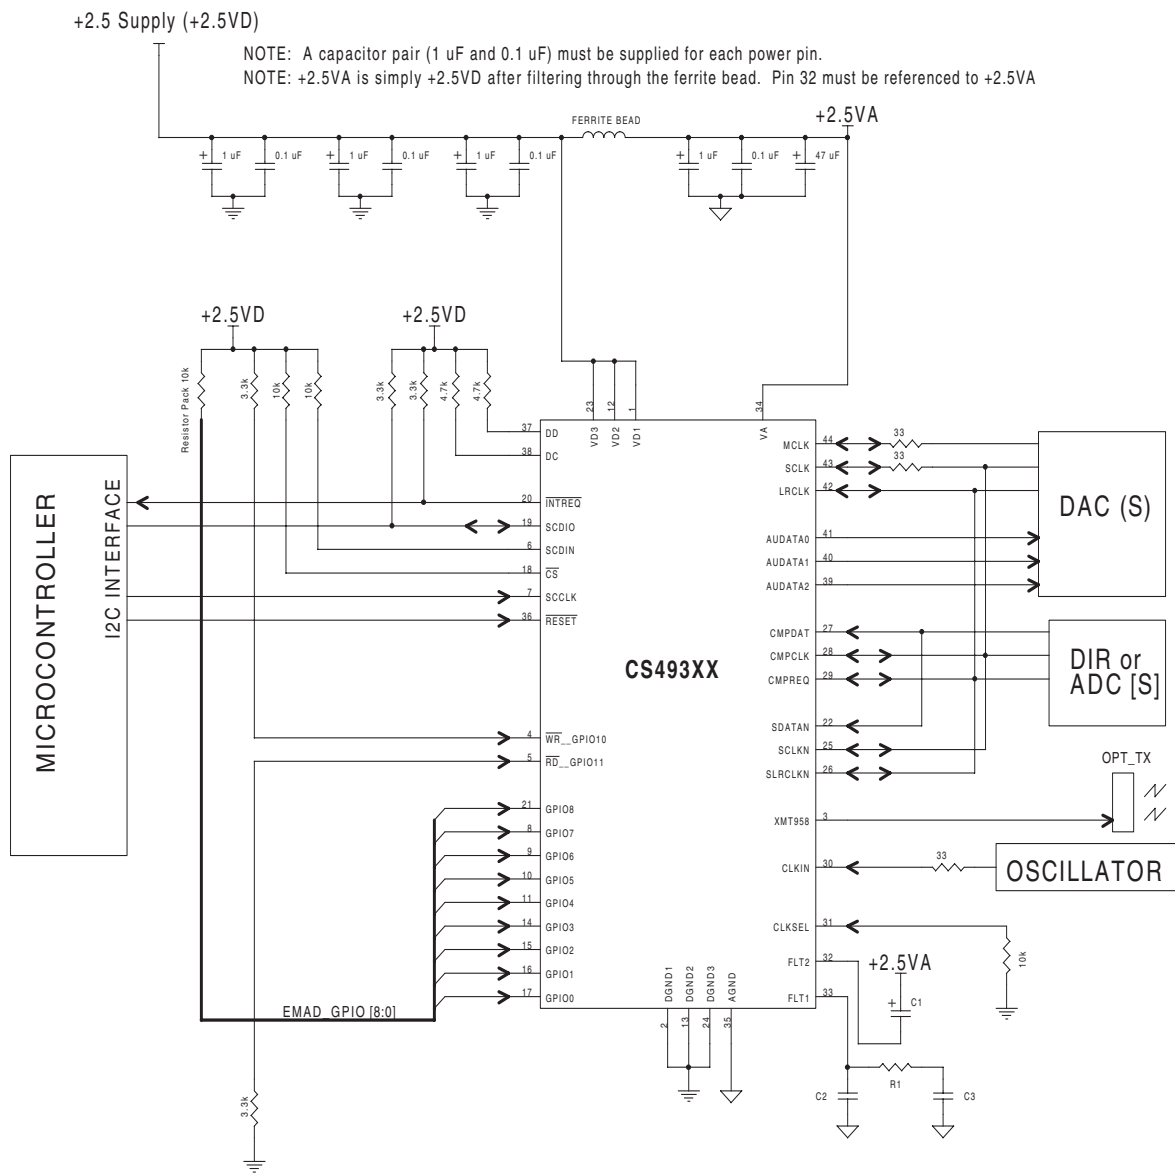 +2.5 Supply (+2.5VD)
NOTE: A capacitor pair (1 uF and 0.1 uF) must be supplied for each power pin.
NOTE: +2.5VA is simply +2.5VD after filtering through the ferrite bead. Pin 32 must be referenced to +2.5VA
FERRITE BEAD
+2.5VA
+ 1 uF
0.1 uF
+ 1 uF
0.1 uF
+ 1 uF
0.1 uF
+ 1 uF
0.1 uF
+ 47 uF
+2.5VD
+2.5VD
Resistor Pack 10k
3.3k
10k
10k
3.3k
3.3k
4.7k
4.7k
23
12
1
34
VD3
VD2
VD1
VA
MICROCONTROLLER
I2C INTERFACE
37 DD
38 DC
20 INTREQ
19 SCDIO
6 SCDIN
18 CS
7 SCCLK
36 RESET
4 WR__GPIO10
5 RD__GPIO11
21 GPIO8
8 GPIO7
9 GPIO6
10 GPIO5
11 GPIO4
14 GPIO3
15 GPIO2
16 GPIO1
17 GPIO0
EMAD_GPIO [8:0]
3.3k
CS493XX
MCLK 44 33
SCLK 43 33
LRCLK 42
AUDATA0 41
AUDATA1 40
AUDATA2 39
DAC (S)
CMPDAT 27
CMPCLK 28
CMPREQ 29
DIR or
ADC [S]
SDATAN 22
SCLKN 25
SLRCLKN 26
OPT_TX
XMT958 3
CLKIN 30 33
OSCILLATOR
CLKSEL 31
10k
FLT2 32
+2.5VA
+ C1
FLT1 33
DGND1
DGND2
DGND3
AGND
2
13
24
35
C2
R1
C3